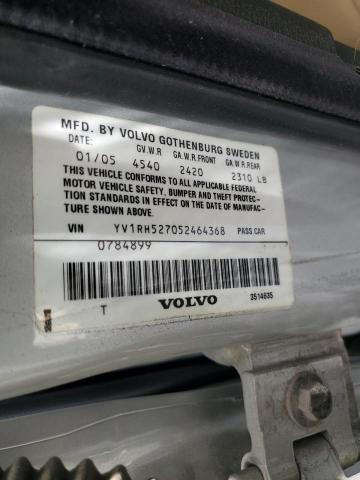 MFD. BY VOLVO GOTHENBURG SWEDEN
DATE: GV.W.R GA.W.R.FRONT GA.W.R.REAR
01/05 4540 2420 2310 LB
THIS VEHICLE CONFORMS TO ALL APPLICABLE FEDERAL
MOTOR VEHICLE SAFETY, BUMPER AND THEFT PROTEC-
TION STANDARDS IN EFFECT ON THE DATE OF MANUFAC-
TURE SHOWN ABOVE
VIN YV1RH527052464368 PASS.CAR
0784899
T VOLVO 3514635